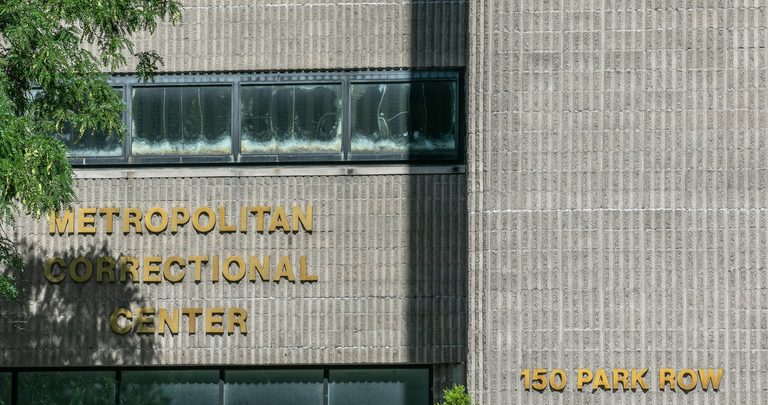 METROPOLITAN
CORRECTIONAL
CENTER
150 PARK ROW